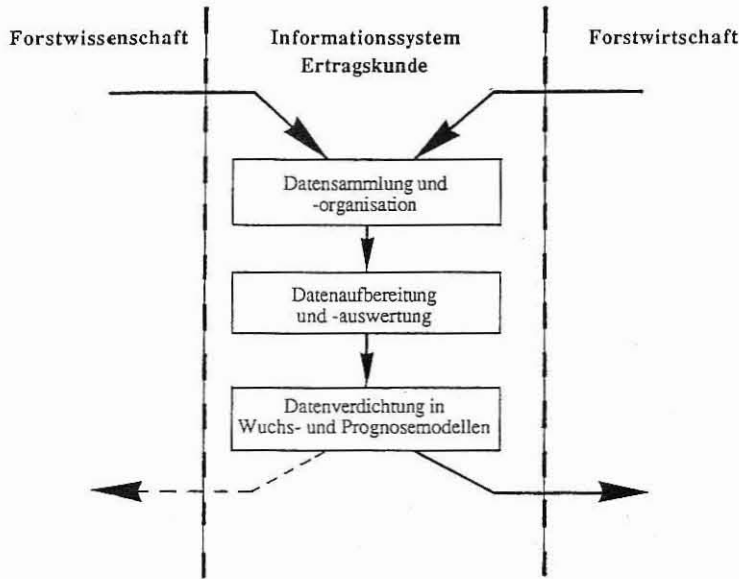 Forstwissenschaft
Informationssystem
Ertragskunde
Forstwirtschaft
Datensammlung und
-organisation
Datenaufbereitung
und -auswertung
Datenverdichtung in
Wuchs- und Prognosemodellen